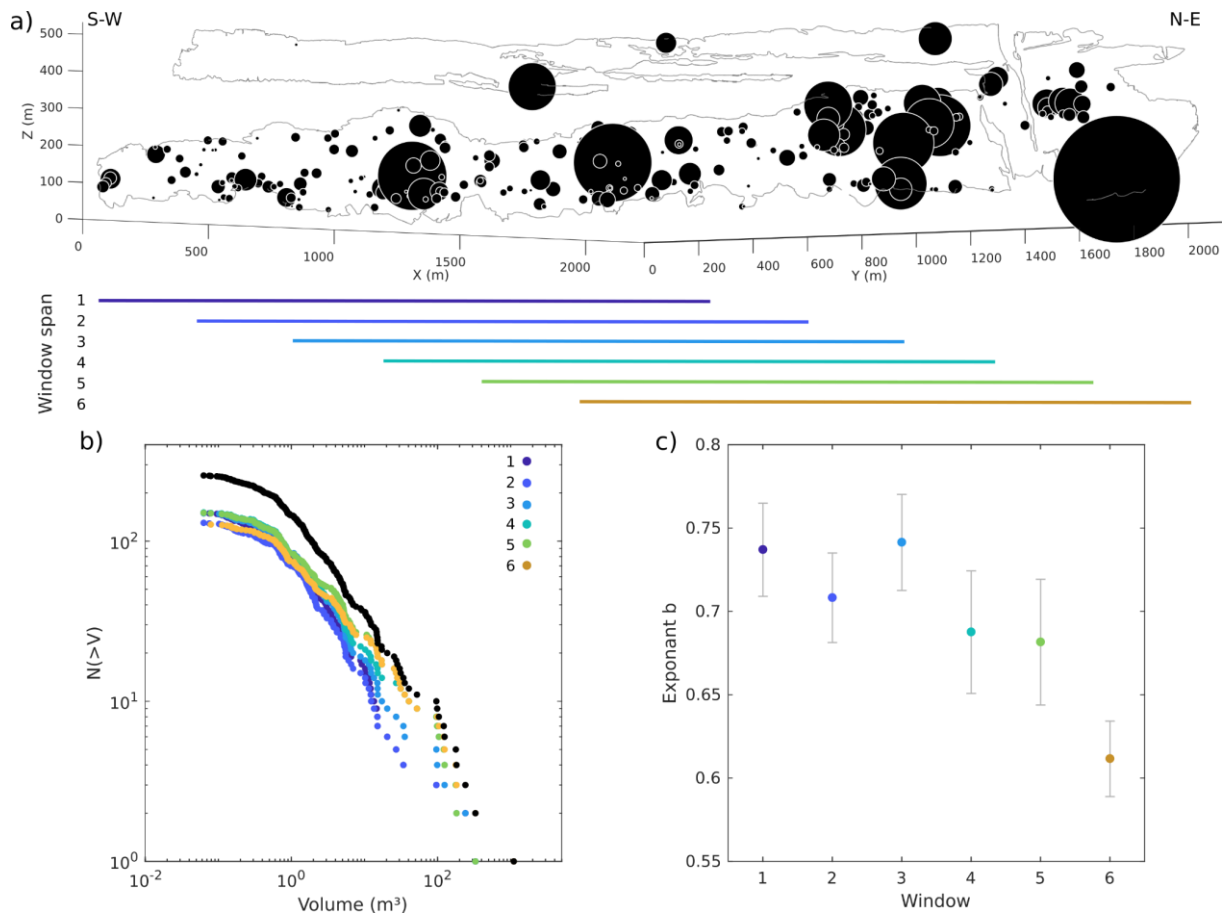 a) S-W N-E
500
400
300
200
100
0
Z (m)
0 500 1000 1500 2000 0 200 400 600 800 1000 1200 1400 1600 1800 2000
X (m) Y (m)
Window span
1
2
3
4
5
6
b)
N(>V)
10²
10¹
10⁰
10⁻² 10⁰ 10²
Volume (m³)
1
2
3
4
5
6
c)
Exponant b
0.8
0.75
0.7
0.65
0.6
0.55
1 2 3 4 5 6
Window